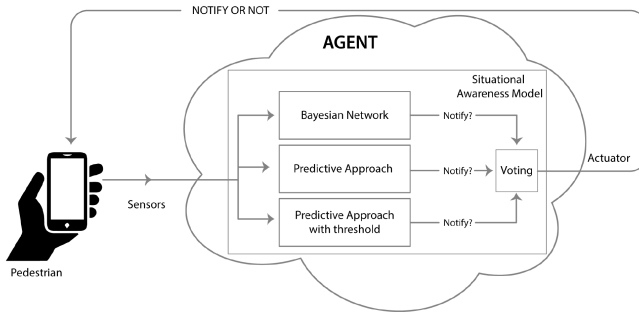 NOTIFY OR NOT
AGENT
Situational
Awareness Model
Bayesian Network
Notify?
Predictive Approach
Notify?
Voting
Actuator
Sensors
Predictive Approach
with threshold
Notify?
Pedestrian